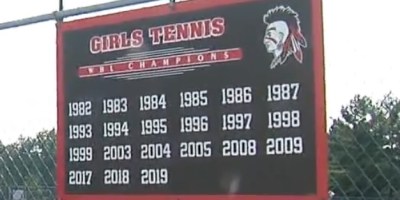 GIRLS TENNIS
WBL CHAMPIONS
1982 1983 1984 1985 1986 1987
1993 1994 1995 1996 1997 1998
1999 2003 2004 2005 2008 2009
2017 2018 2019